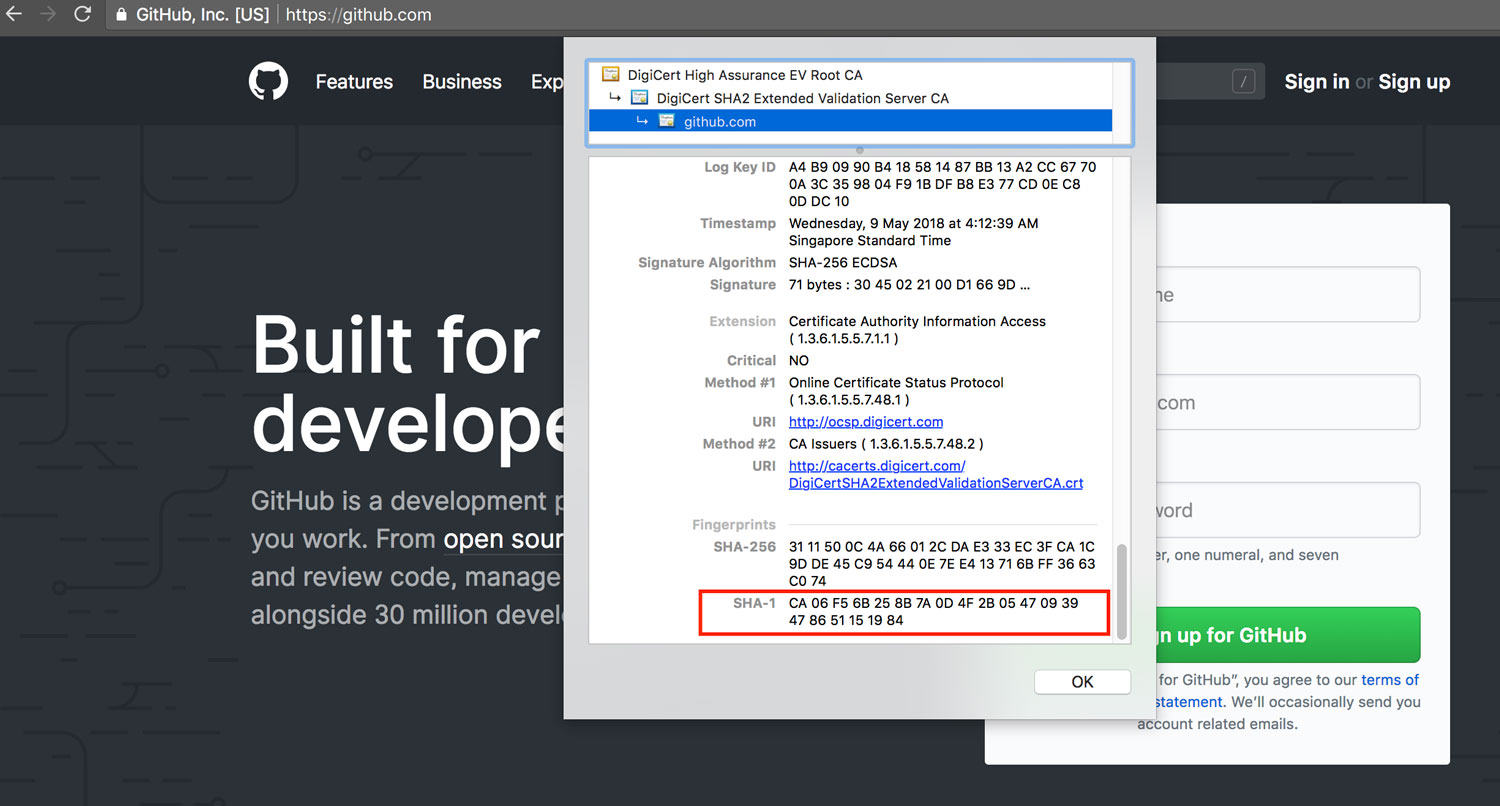 GitHub, Inc. [US] https://github.com
Features Business Exp
/ Sign in or Sign up
DigiCert High Assurance EV Root CA
DigiCert SHA2 Extended Validation Server CA
github.com
Log Key ID A4 B9 09 90 B4 18 58 14 87 BB 13 A2 CC 67 70
0A 3C 35 98 04 F9 1B DF B8 E3 77 CD 0E C8
0D DC 10
Timestamp Wednesday, 9 May 2018 at 4:12:39 AM
Singapore Standard Time
Signature Algorithm SHA-256 ECDSA
Signature 71 bytes : 30 45 02 21 00 D1 66 9D ...
Extension Certificate Authority Information Access
( 1.3.6.1.5.5.7.1.1 )
Critical NO
Method #1 Online Certificate Status Protocol
( 1.3.6.1.5.5.7.48.1 )
URI http://ocsp.digicert.com
Method #2 CA Issuers ( 1.3.6.1.5.5.7.48.2 )
URI http://cacerts.digicert.com/
DigiCertSHA2ExtendedValidationServerCA.crt
Fingerprints
SHA-256 31 11 50 0C 4A 66 01 2C DA E3 33 EC 3F CA 1C
9D DE 45 C9 54 44 0E 7E E4 13 71 6B FF 36 63
C0 74
SHA-1 CA 06 F5 6B 25 8B 7A 0D 4F 2B 05 47 09 39
47 86 51 15 19 84
OK
Built for
develope
GitHub is a development p
you work. From open sour
and review code, manage
alongside 30 million devel
ne
.com
word
er, one numeral, and seven
gn up for GitHub
for GitHub”, you agree to our terms of
statement. We’ll occasionally send you
account related emails.